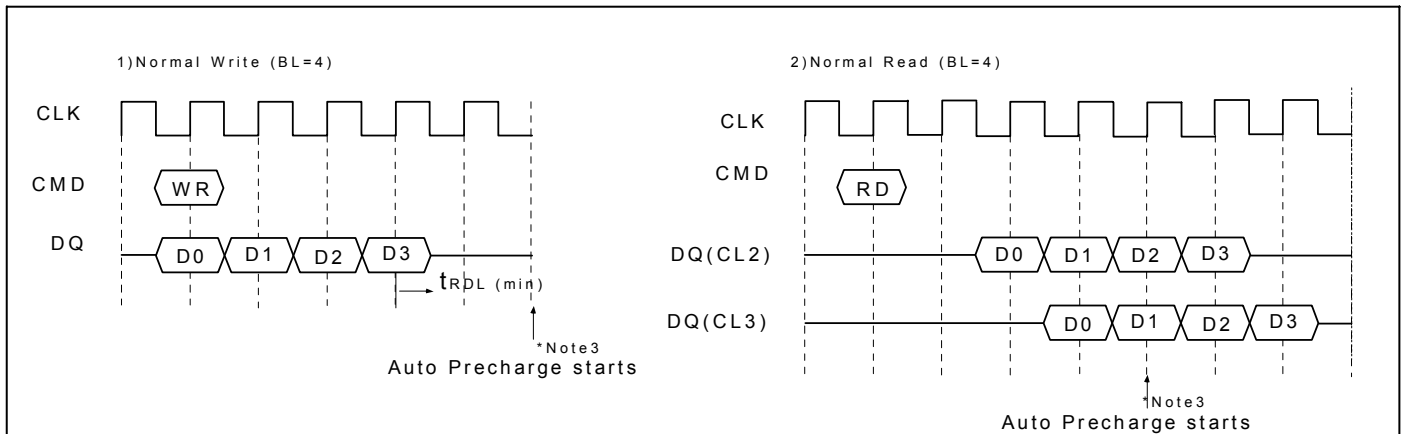 1)Normal Write (BL=4)
CLK
CMD
WR
DQ
D0 D1 D2 D3
tRDL (min)
*Note3
Auto Precharge starts
2)Normal Read (BL=4)
CLK
CMD
RD
DQ(CL2)
D0 D1 D2 D3
DQ(CL3)
D0 D1 D2 D3
*Note3
Auto Precharge starts